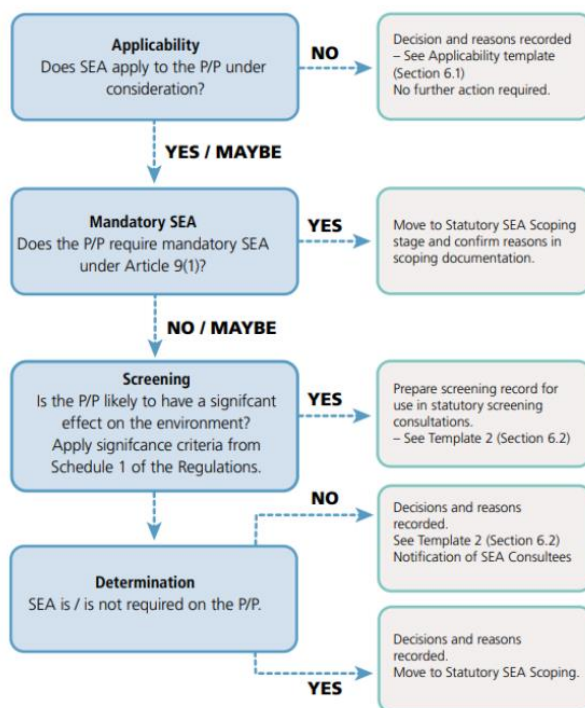 Applicability
Does SEA apply to the P/P under
consideration?
NO
Decision and reasons recorded
– See Applicability template
(Section 6.1)
No further action required.
YES / MAYBE
Mandatory SEA
Does the P/P require mandatory SEA
under Article 9(1)?
YES
Move to Statutory SEA Scoping
stage and confirm reasons in
scoping documentation.
NO / MAYBE
Screening
Is the P/P likely to have a signifcant
effect on the environment?
Apply signifcance criteria from
Schedule 1 of the Regulations.
YES
Prepare screening record for
use in statutory screening
consultations.
– See Template 2 (Section 6.2)
NO
Decisions and reasons
recorded.
See Template 2 (Section 6.2)
Notification of SEA Consultees
Determination
SEA is / is not required on the P/P.
Decisions and reasons
recorded.
Move to Statutory SEA Scoping.
YES